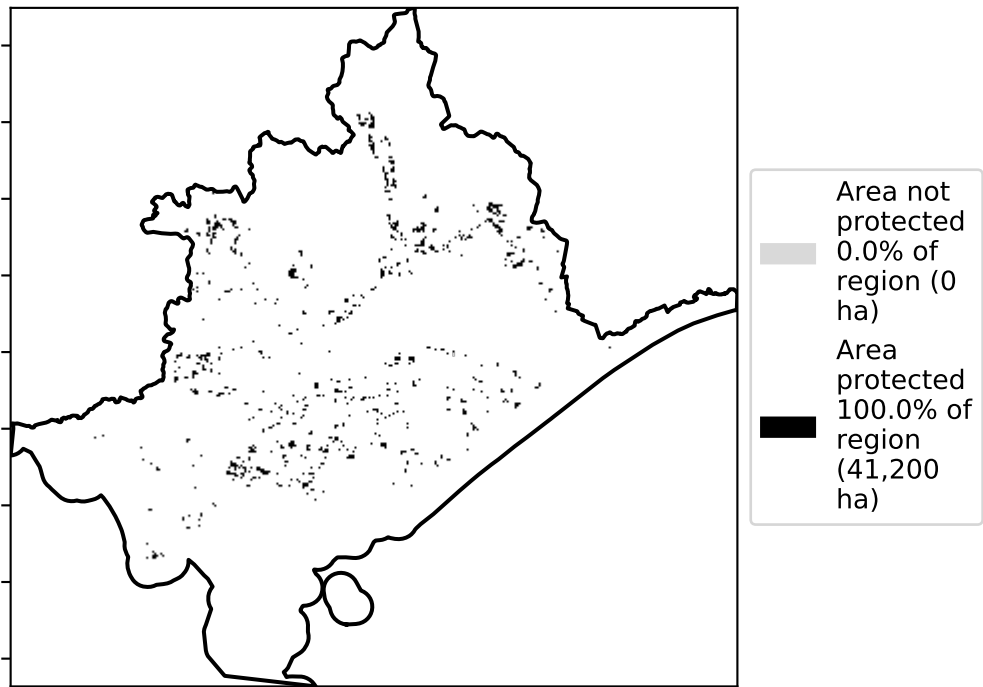 Area not
protected
0.0% of
region (0
ha)
Area
protected
100.0% of
region
(41,200
ha)